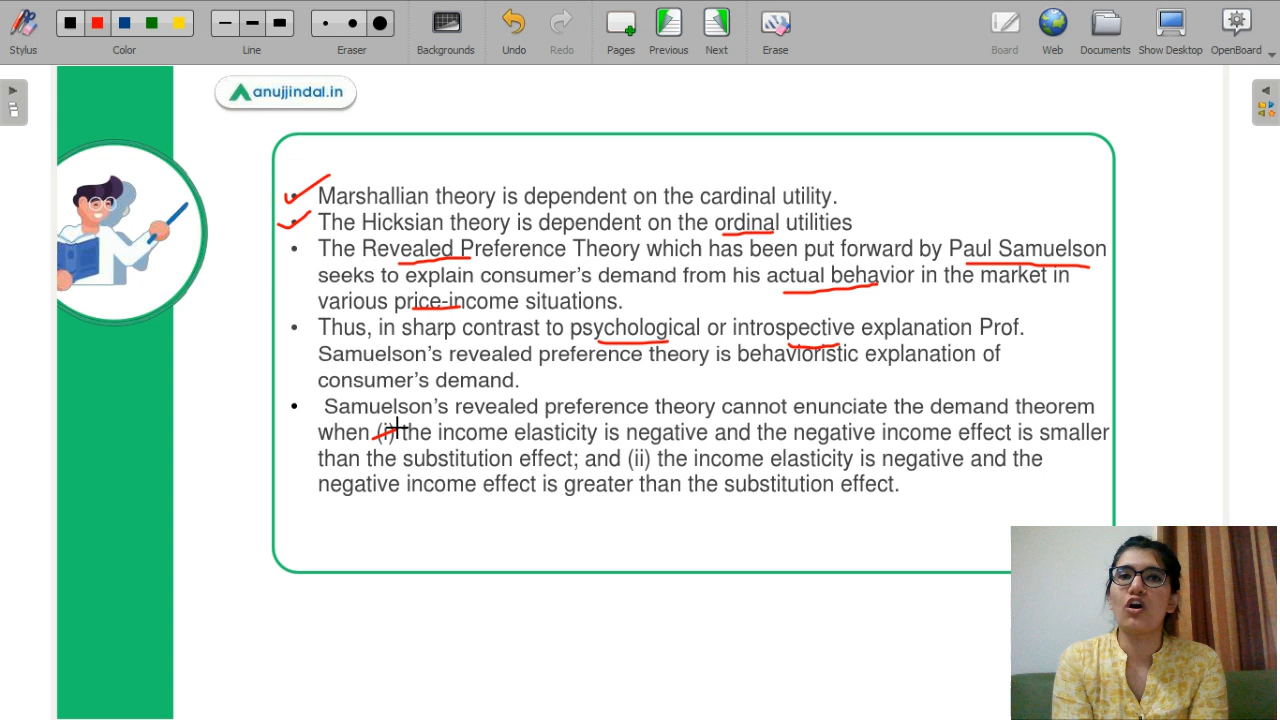 Stylus
Color
Line
Eraser
Backgrounds
Undo
Redo
Pages
Previous
Next
Erase
Board
Web
Documents
Show Desktop
OpenBoard
anujjindal.in
• Marshallian theory is dependent on the cardinal utility.
• The Hicksian theory is dependent on the ordinal utilities
• The Revealed Preference Theory which has been put forward by Paul Samuelson
seeks to explain consumer's demand from his actual behavior in the market in
various price-income situations.
• Thus, in sharp contrast to psychological or introspective explanation Prof.
Samuelson's revealed preference theory is behavioristic explanation of
consumer's demand.
• Samuelson's revealed preference theory cannot enunciate the demand theorem
when (i) the income elasticity is negative and the negative income effect is smaller
than the substitution effect; and (ii) the income elasticity is negative and the
negative income effect is greater than the substitution effect.